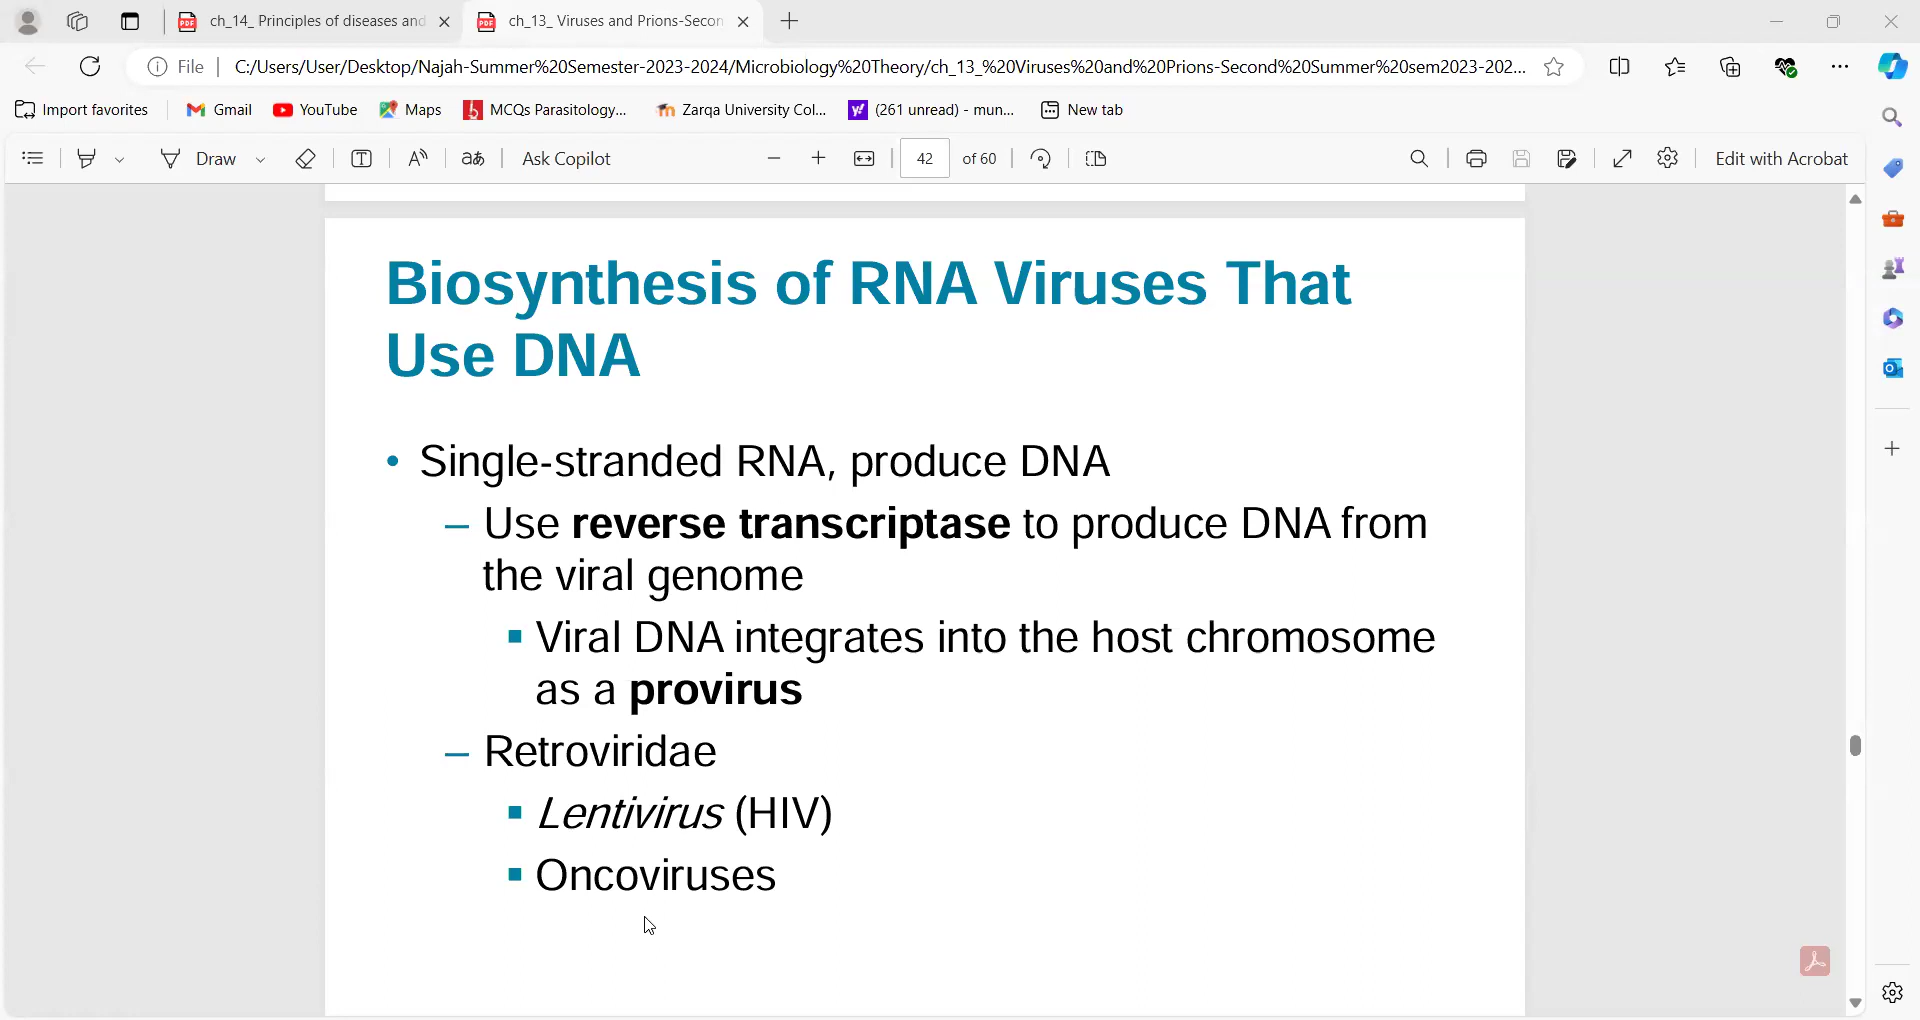 ch_14_ Principles of diseases and
ch_13_ Viruses and Prions-Secon
File
C:/Users/User/Desktop/Najah-Summer%20Semester-2023-2024/Microbiology%20Theory/ch_13_%20Viruses%20and%20Prions-Second%20Summer%20sem2023-202...
Import favorites
Gmail
YouTube
Maps
MCQs Parasitology...
Zarqa University Col...
(261 unread) - mun...
New tab
Draw
aあ
Ask Copilot
42 of 60
Edit with Acrobat
Biosynthesis of RNA Viruses That
Use DNA
• Single-stranded RNA, produce DNA
– Use reverse transcriptase to produce DNA from
the viral genome
▪ Viral DNA integrates into the host chromosome
as a provirus
– Retroviridae
▪ Lentivirus (HIV)
▪ Oncoviruses